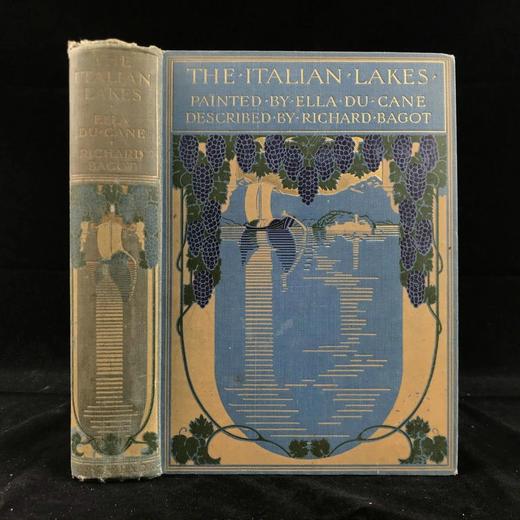 THE
ITALIAN
LAKES
ELLA
DU·CANE
RICHARD
BAGOT
THE·ITALIAN·LAKES·
PAINTED·BY·ELLA·DU·CANE
DESCRIBED·BY·RICHARD·BAGOT